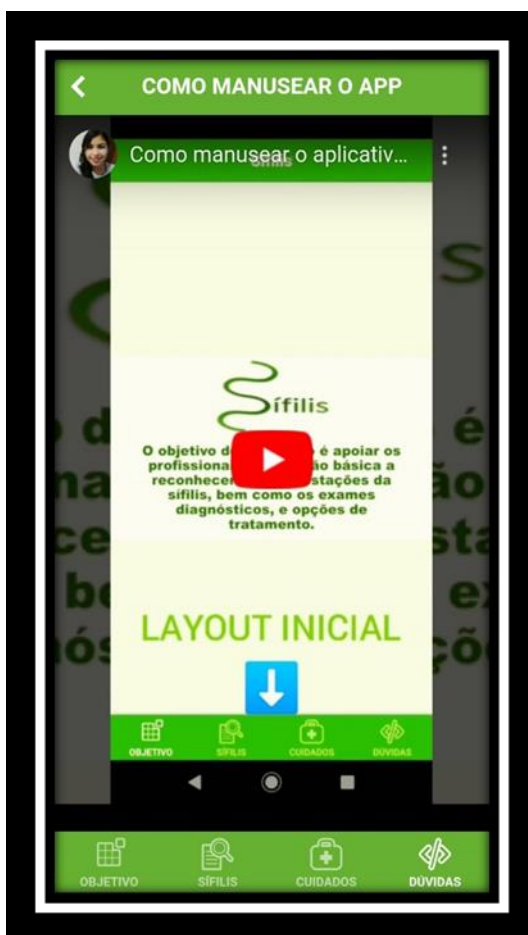 COMO MANUSEAR O APP
Como manusear o aplicativ...
Sífilis
Sífilis
O objetivo d é apoiar os
profissiona ão básica a
reconhecer stações da
sífilis, bem como os exames
diagnósticos, e opções de
tratamento.
LAYOUT INICIAL
OBJETIVO SÍFILIS CUIDADOS DÚVIDAS
OBJETIVO SÍFILIS CUIDADOS DÚVIDAS